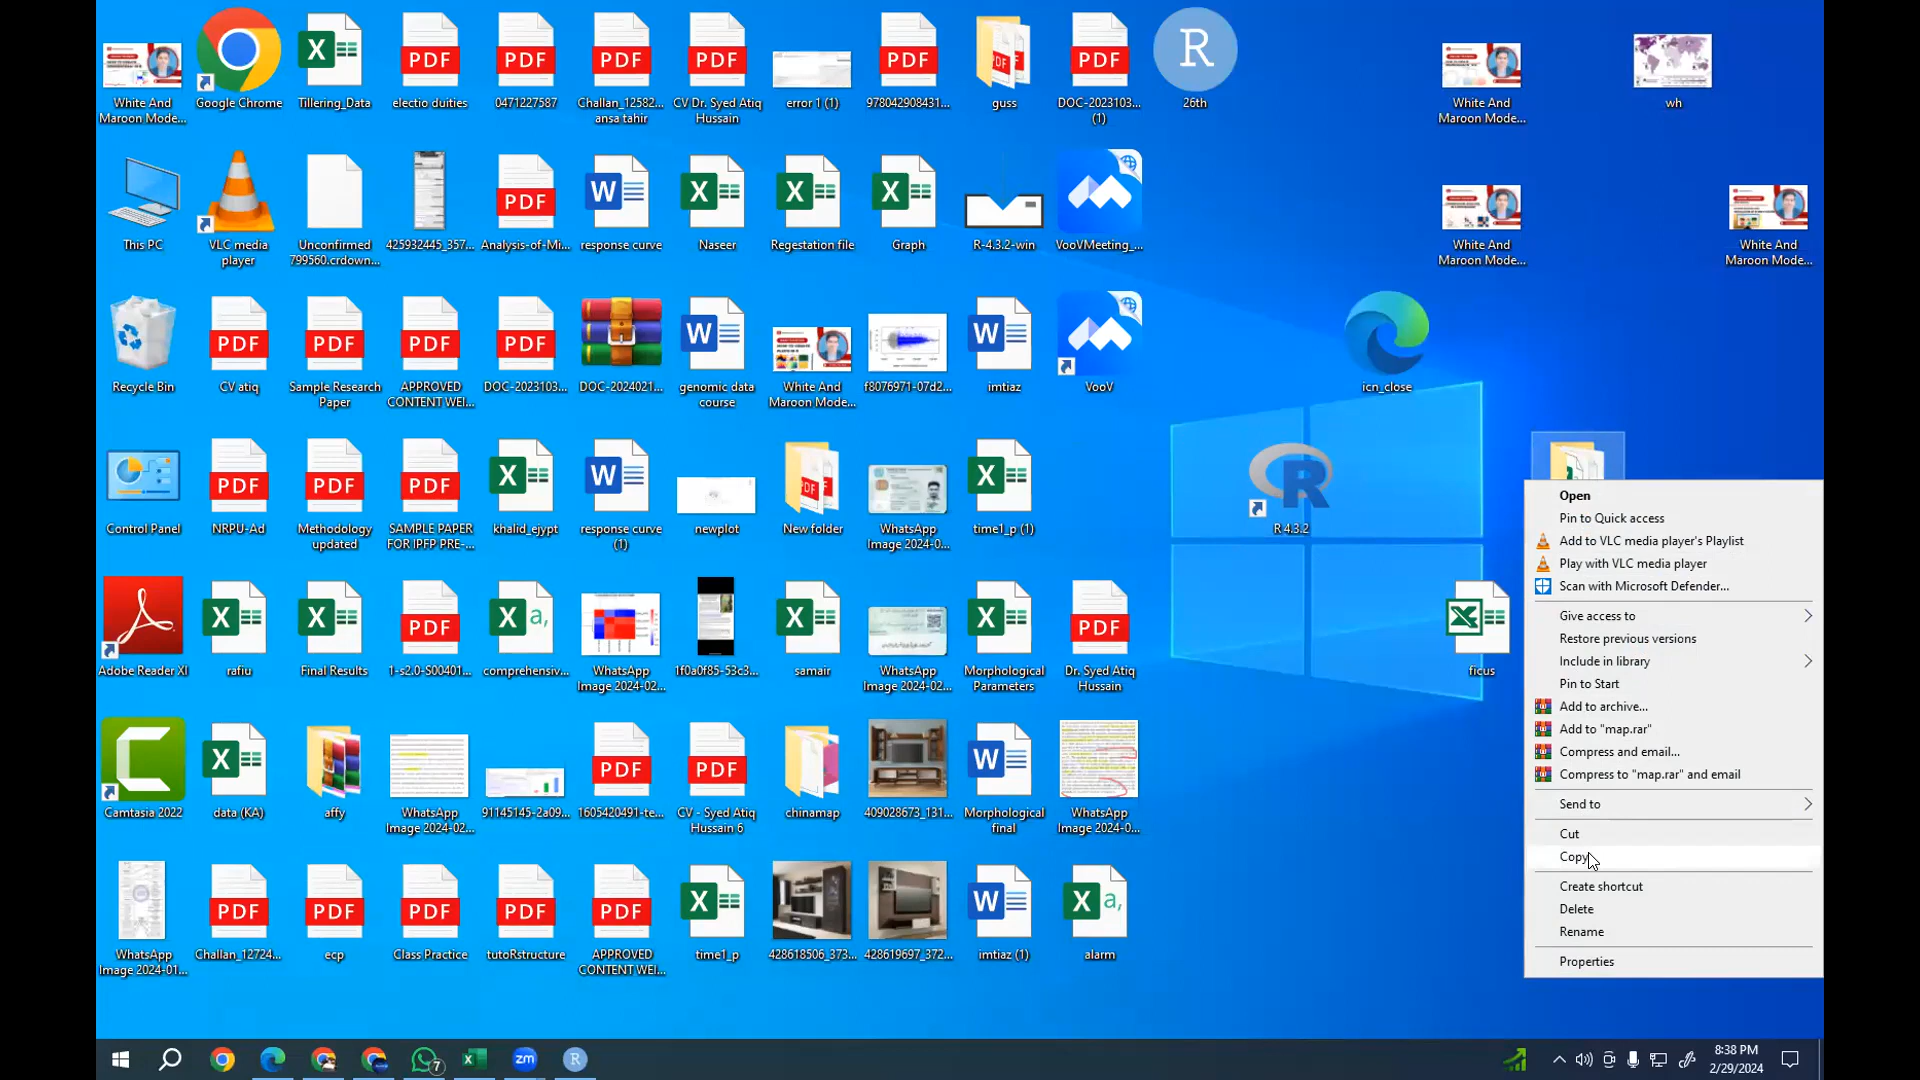 White And
Maroon Mode...
Google Chrome
Tillering_Data
electio duities
0471227587
Challan_12582...
ansa tahir
CV Dr. Syed Atiq
Hussain
error 1 (1)
978042908431...
guss
DOC-2023103...
(1)
26th
White And
Maroon Mode...
wh
This PC
VLC media
player
Unconfirmed
799560.crdown...
425932445_357...
Analysis-of-Mi...
response curve
Naseer
Regestation file
Graph
R-4.3.2-win
VooVMeeting_...
White And
Maroon Mode...
White And
Maroon Mode...
Recycle Bin
CV atiq
Sample Research
Paper
APPROVED
CONTENT WEI...
DOC-2023103...
DOC-2024021...
genomic data
course
White And
Maroon Mode...
f8076971-07d2...
imtiaz
VooV
icn_close
Control Panel
NRPU-Ad
Methodology
updated
SAMPLE PAPER
FOR IPFP PRE-...
khalid_ejypt
response curve
(1)
newplot
New folder
WhatsApp
Image 2024-0...
time1_p (1)
R 4.3.2
Adobe Reader XI
rafiu
Final Results
1-s2.0-S00401...
comprehensiv...
WhatsApp
Image 2024-02...
1f0a0f85-53c3...
samair
WhatsApp
Image 2024-02...
Morphological
Parameters
Dr. Syed Atiq
Hussain
ficus
Camtasia 2022
data (KA)
affy
WhatsApp
Image 2024-02...
91145145-2a09...
1605420491-te...
CV - Syed Atiq
Hussain 6
chinamap
409028673_131...
Morphological
final
WhatsApp
Image 2024-0...
WhatsApp
Image 2024-01...
Challan_12724...
ecp
Class Practice
tutoRstructure
APPROVED
CONTENT WEI...
time1_p
428618506_373...
428619697_372...
imtiaz (1)
alarm
Open
Pin to Quick access
Add to VLC media player's Playlist
Play with VLC media player
Scan with Microsoft Defender...
Give access to
Restore previous versions
Include in library
Pin to Start
Add to archive...
Add to "map.rar"
Compress and email...
Compress to "map.rar" and email
Send to
Cut
Copy
Create shortcut
Delete
Rename
Properties
8:38 PM
2/29/2024